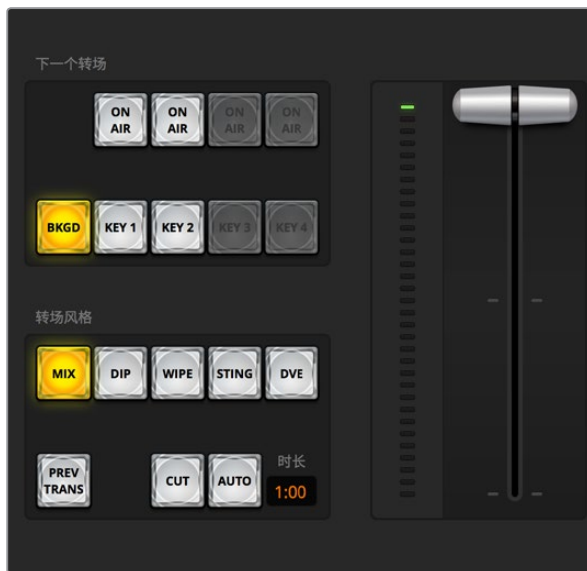 下一个转场
ON AIR ON AIR ON AIR ON AIR
BKGD KEY 1 KEY 2 KEY 3 KEY 4
转场风格
MIX DIP WIPE STING DVE
时长
PREV TRANS CUT AUTO 1:00